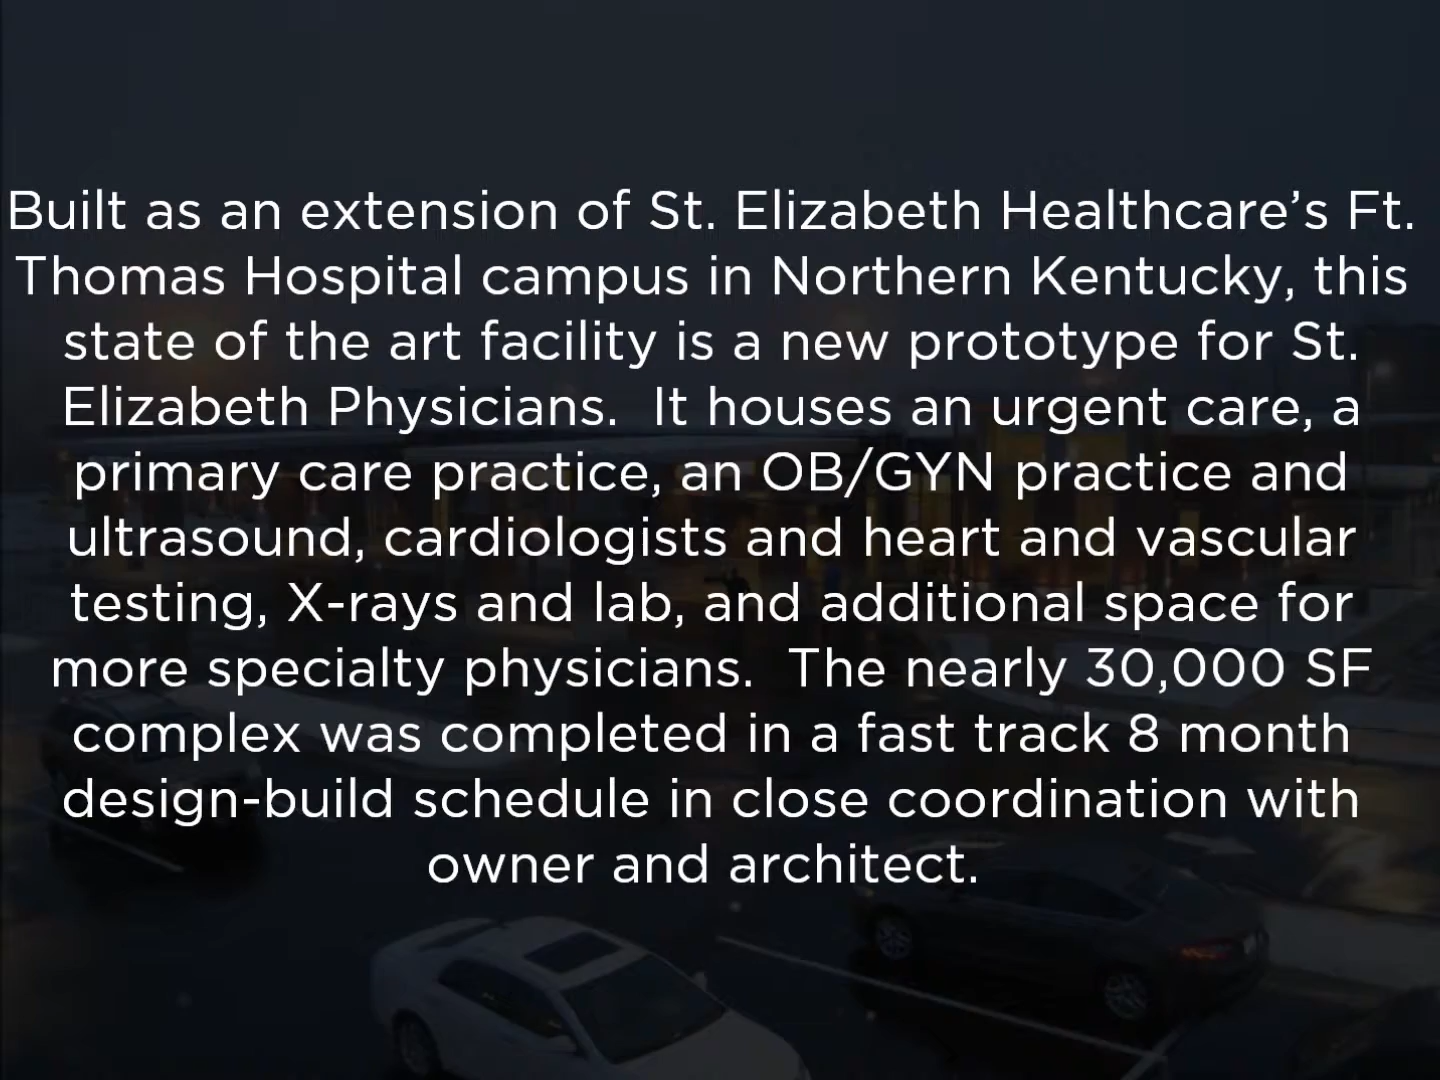 Built as an extension of St. Elizabeth Healthcare’s Ft.
Thomas Hospital campus in Northern Kentucky, this
state of the art facility is a new prototype for St.
Elizabeth Physicians.  It houses an urgent care, a
primary care practice, an OB/GYN practice and
ultrasound, cardiologists and heart and vascular
testing, X-rays and lab, and additional space for
more specialty physicians.  The nearly 30,000 SF
complex was completed in a fast track 8 month
design-build schedule in close coordination with
owner and architect.